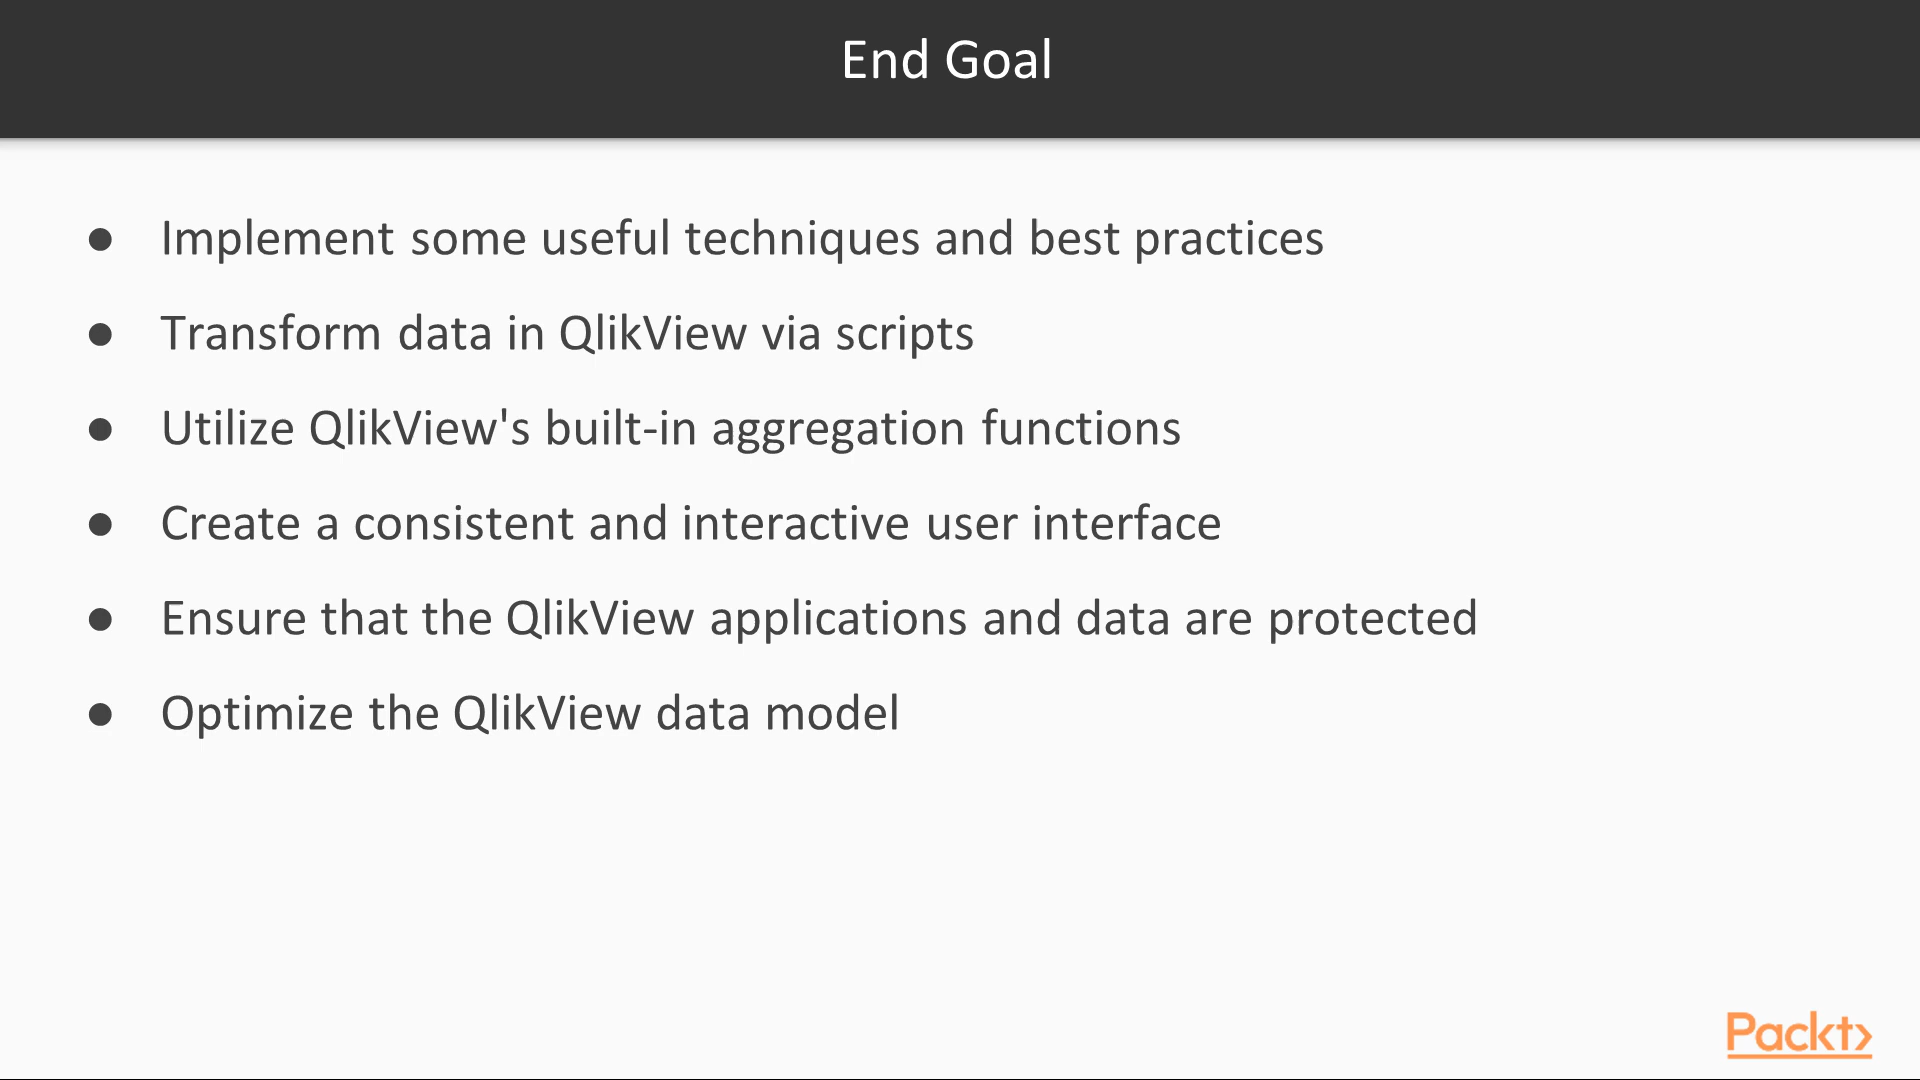 End Goal
● Implement some useful techniques and best practices
● Transform data in QlikView via scripts
● Utilize QlikView's built-in aggregation functions
● Create a consistent and interactive user interface
● Ensure that the QlikView applications and data are protected
● Optimize the QlikView data model
Packt>